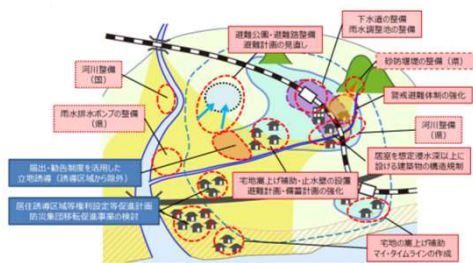 避難公園・避難路整備
避難計画の見直し
下水道の整備
雨水調整池の整備
砂防堰堤の整備（県）
河川整備
（国）
雨水排水ポンプの整備
（県）
警戒避難体制の強化
河川整備
（県）
居室を想定浸水深以上に
設ける建築物の構造規制
届出・勧告制度を活用した
立地誘導（誘導区域から除外）
宅地嵩上げ補助・止水壁の設置
避難計画・備蓄計画の強化
居住誘導区域等権利設定等促進計画
防災集団移転促進事業の検討
宅地の嵩上げ補助
マイ・タイムラインの作成